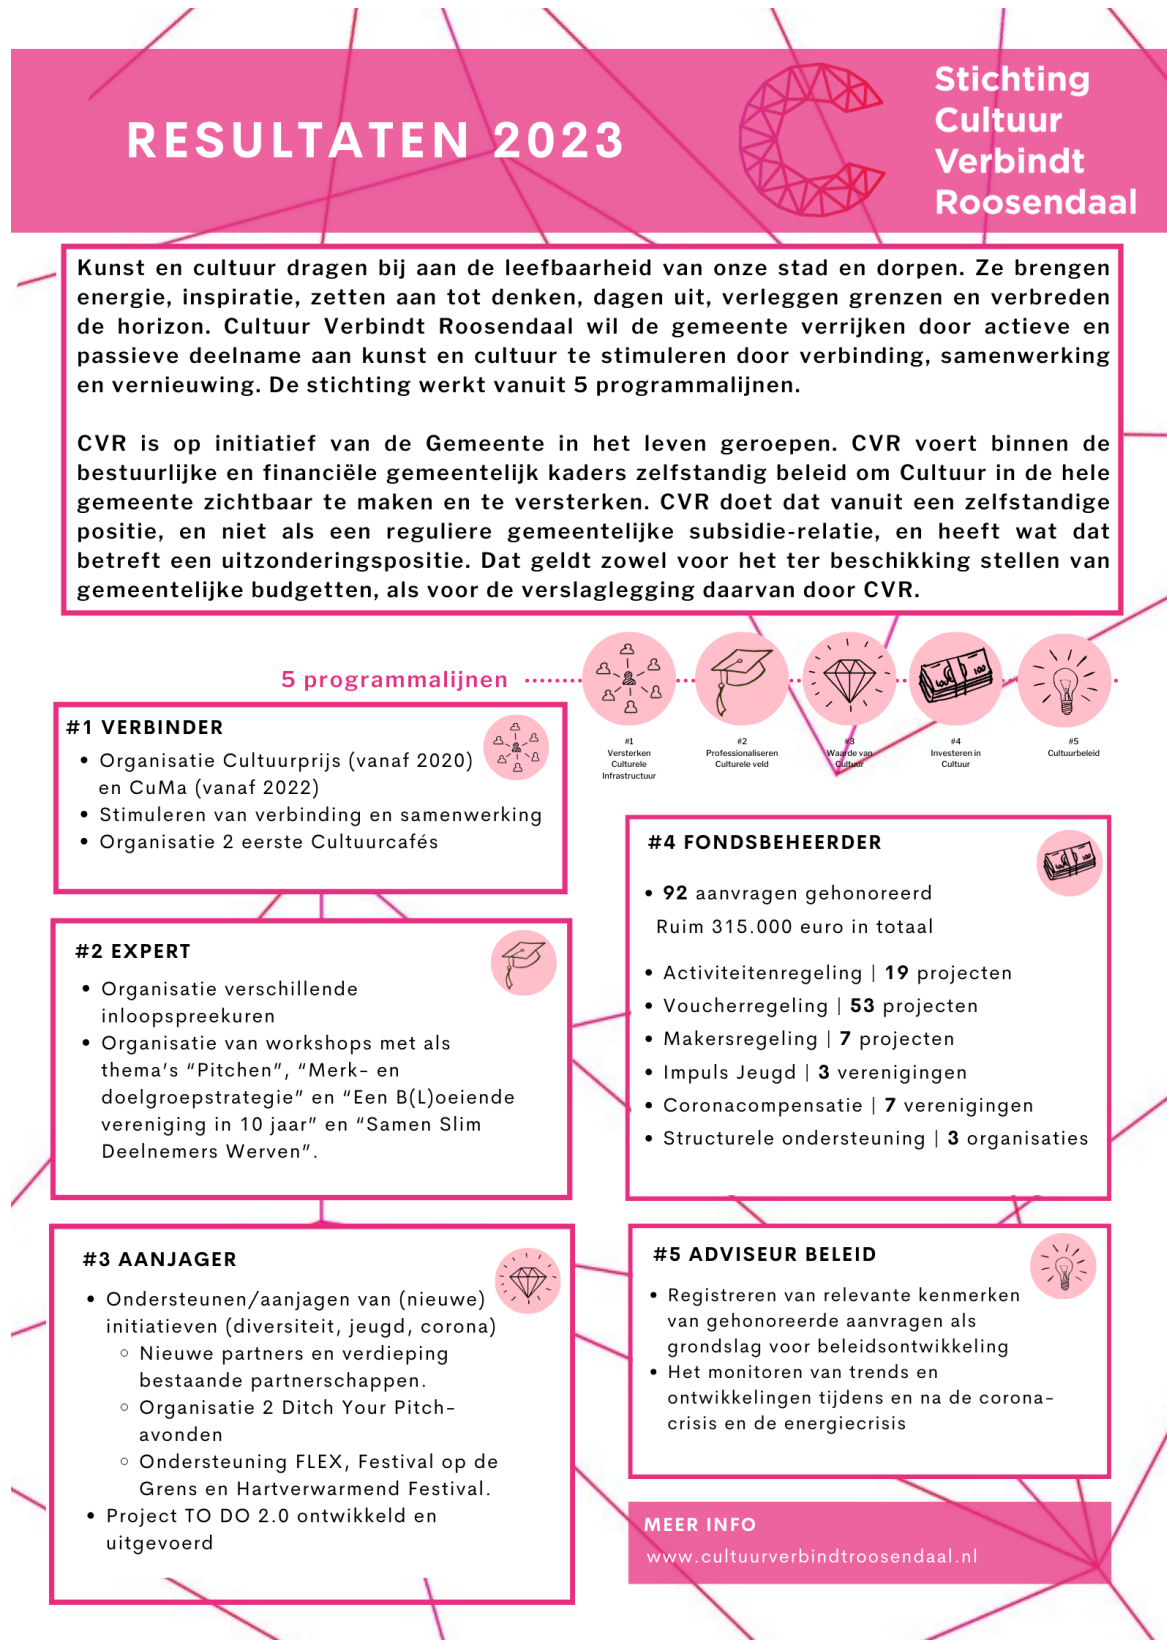 RESULTATEN 2023
Stichting
Cultuur
Verbindt
Roosendaal
Kunst en cultuur dragen bij aan de leefbaarheid van onze stad en dorpen. Ze brengen
energie, inspiratie, zetten aan tot denken, dagen uit, verleggen grenzen en verbreden
de horizon. Cultuur Verbindt Roosendaal wil de gemeente verrijken door actieve en
passieve deelname aan kunst en cultuur te stimuleren door verbinding, samenwerking
en vernieuwing. De stichting werkt vanuit 5 programmalijnen.
CVR is op initiatief van de Gemeente in het leven geroepen. CVR voert binnen de
bestuurlijke en financiële gemeentelijk kaders zelfstandig beleid om Cultuur in de hele
gemeente zichtbaar te maken en te versterken. CVR doet dat vanuit een zelfstandige
positie, en niet als een reguliere gemeentelijke subsidie-relatie, en heeft wat dat
betreft een uitzonderingspositie. Dat geldt zowel voor het ter beschikking stellen van
gemeentelijke budgetten, als voor de verslaglegging daarvan door CVR.
5 programmalijnen
#1
Versterken
Culturele
Infrastructuur
#2
Professionaliseren
Culturele veld
#3
Waarde van
Cultuur
#4
Investeren in
Cultuur
#5
Cultuurbeleid
#1 VERBINDER
• Organisatie Cultuurprijs (vanaf 2020)
en CuMa (vanaf 2022)
• Stimuleren van verbinding en samenwerking
• Organisatie 2 eerste Cultuurcafés
#2 EXPERT
• Organisatie verschillende
inloopspreekuren
• Organisatie van workshops met als
thema's “Pitchen”, “Merk- en
doelgroepstrategie” en “Een B(L)oeiende
vereniging in 10 jaar” en “Samen Slim
Deelnemers Werven”.
#3 AANJAGER
• Ondersteunen/aanjagen van (nieuwe)
initiatieven (diversiteit, jeugd, corona)
◦ Nieuwe partners en verdieping
bestaande partnerschappen.
◦ Organisatie 2 Ditch Your Pitch-
avonden
◦ Ondersteuning FLEX, Festival op de
Grens en Hartverwarmend Festival.
• Project TO DO 2.0 ontwikkeld en
uitgevoerd
#4 FONDSBEHEERDER
• 92 aanvragen gehonoreerd
Ruim 315.000 euro in totaal
• Activiteitenregeling | 19 projecten
• Voucherregeling | 53 projecten
• Makersregeling | 7 projecten
• Impuls Jeugd | 3 verenigingen
• Coronacompensatie | 7 verenigingen
• Structurele ondersteuning | 3 organisaties
#5 ADVISEUR BELEID
• Registreren van relevante kenmerken
van gehonoreerde aanvragen als
grondslag voor beleidsontwikkeling
• Het monitoren van trends en
ontwikkelingen tijdens en na de corona-
crisis en de energiecrisis
MEER INFO
www.cultuurverbindtroosendaal.nl